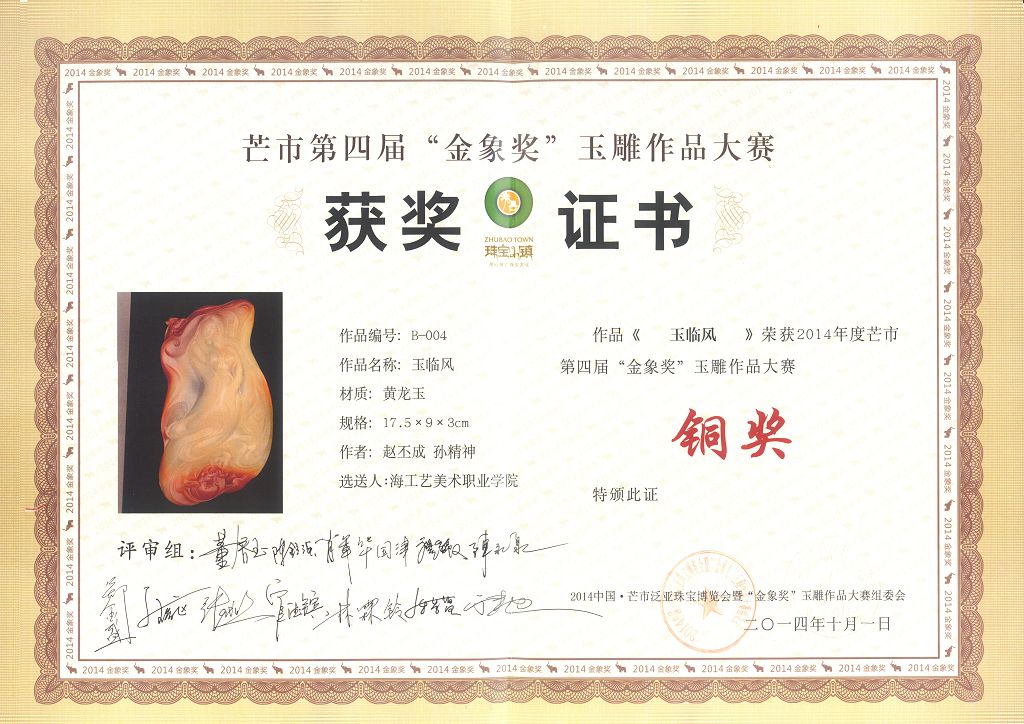 芒市第四届“金象奖”玉雕作品大赛
获奖 证书
ZHUBAO TOWN
珠宝小镇
作品编号: B-004
作品名称: 玉临风
材质: 黄龙玉
规格: 17.5×9×3cm
作者: 赵丕成 孙精神
选送人:海工艺美术职业学院
作品《 玉临风 》荣获2014年度芒市
第四届“金象奖”玉雕作品大赛
铜奖
特颁此证
评审组:
2014中国·芒市泛亚珠宝博览会暨“金象奖”玉雕作品大赛组委会
二〇一四年十月一日
2014金象奖